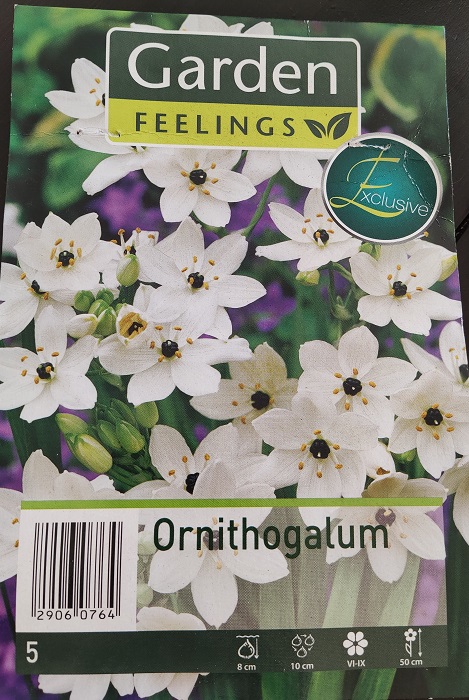 Garden
FEELINGS
Exclusive
Ornithogalum
2906 0764
5
8 cm
10 cm
VI-IX
50 cm